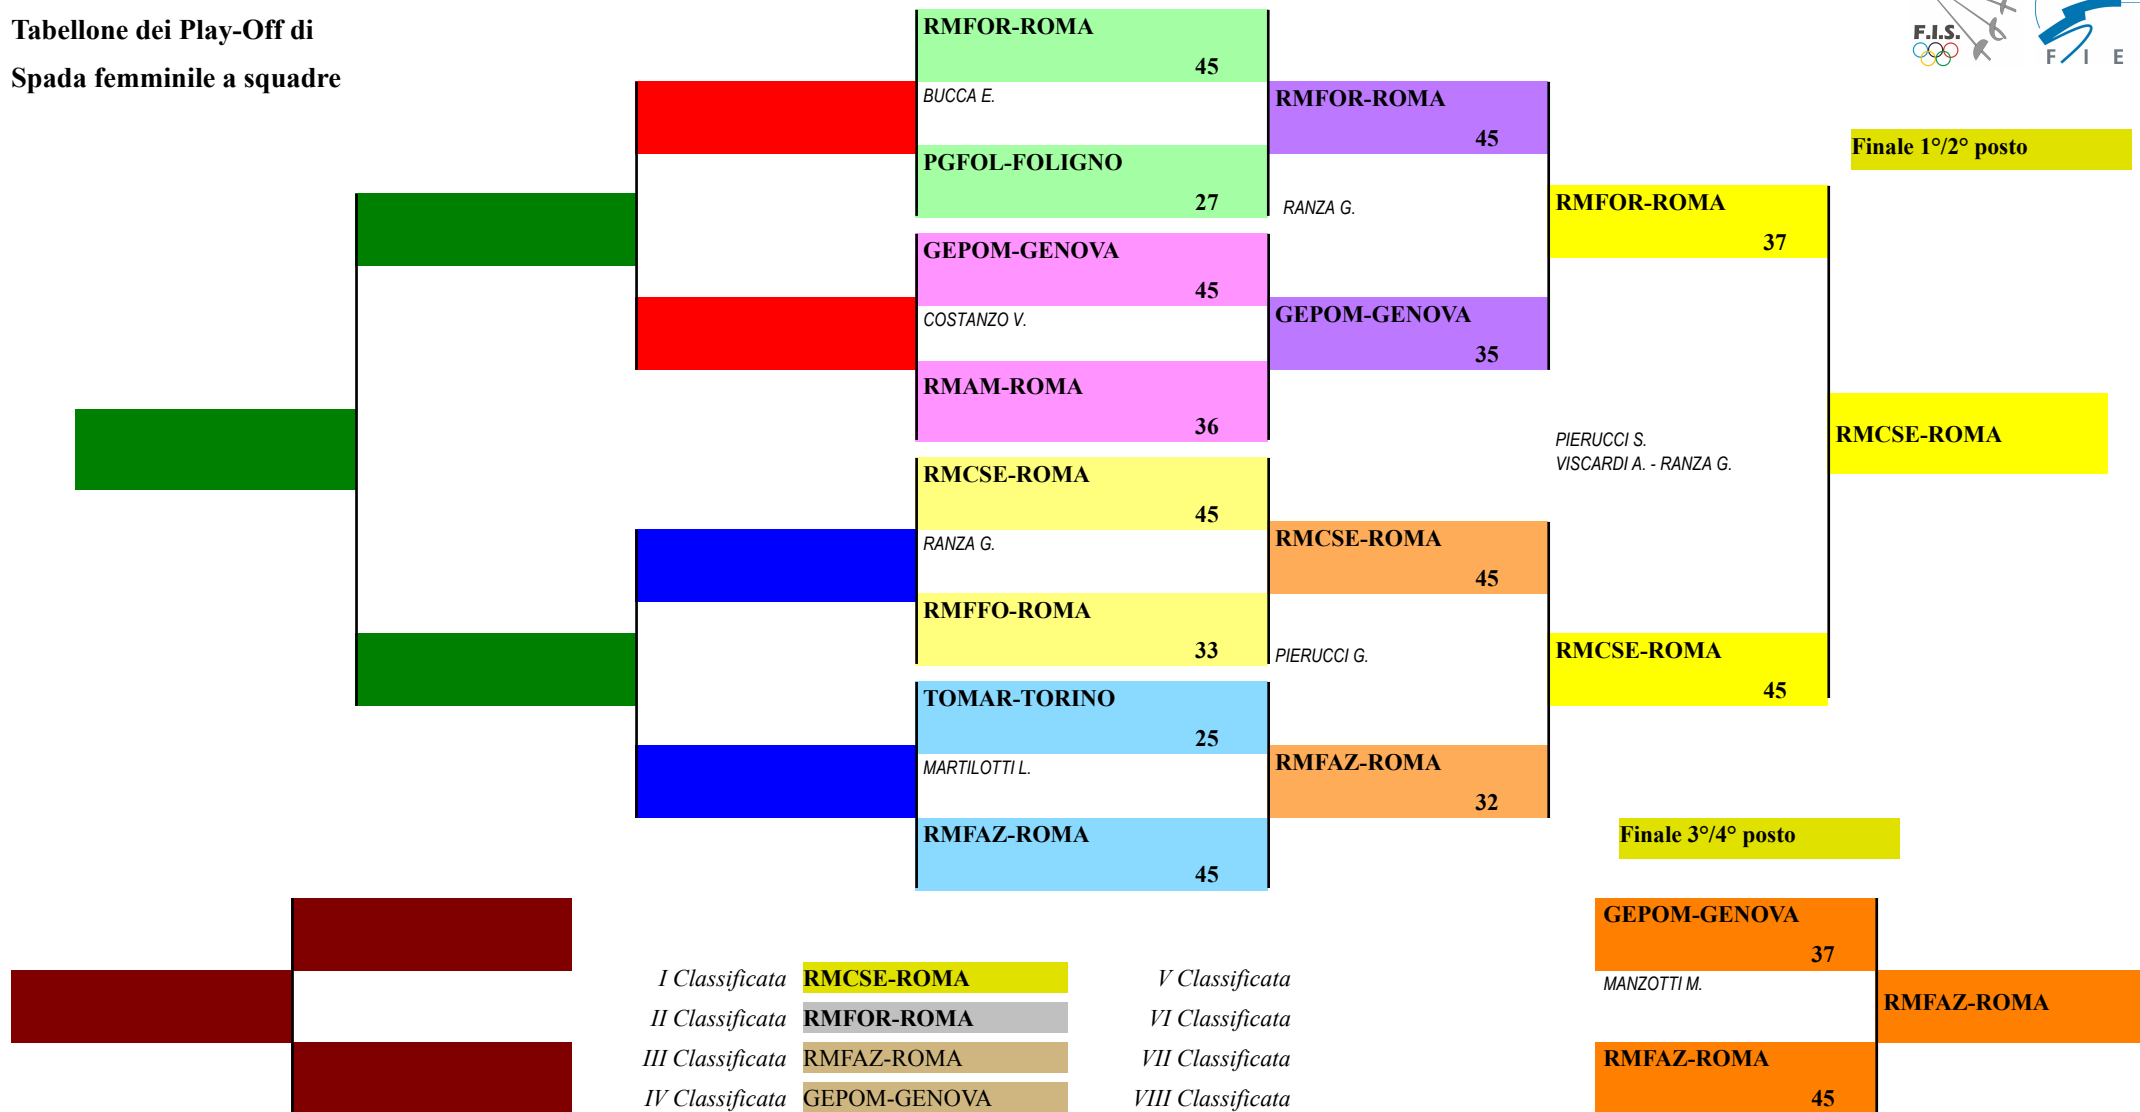 Tabellone dei Play-Off di
Spada femminile a squadre
F.I.S.
F I E
RMFOR-ROMA
45
BUCCA E.
PGFOL-FOLIGNO
27
GEPOM-GENOVA
45
COSTANZO V.
RMAM-ROMA
36
RMCSE-ROMA
45
RANZA G.
RMFFO-ROMA
33
TOMAR-TORINO
25
MARTILOTTI L.
RMFAZ-ROMA
45
RMFOR-ROMA
45
RANZA G.
GEPOM-GENOVA
35
RMCSE-ROMA
45
PIERUCCI G.
RMFAZ-ROMA
32
Finale 1°/2° posto
RMFOR-ROMA
37
PIERUCCI S.
VISCARDI A. - RANZA G.
RMCSE-ROMA
45
RMCSE-ROMA
Finale 3°/4° posto
GEPOM-GENOVA
37
MANZOTTI M.
RMFAZ-ROMA
45
RMFAZ-ROMA
I Classificata RMCSE-ROMA
II Classificata RMFOR-ROMA
III Classificata RMFAZ-ROMA
IV Classificata GEPOM-GENOVA
V Classificata
VI Classificata
VII Classificata
VIII Classificata